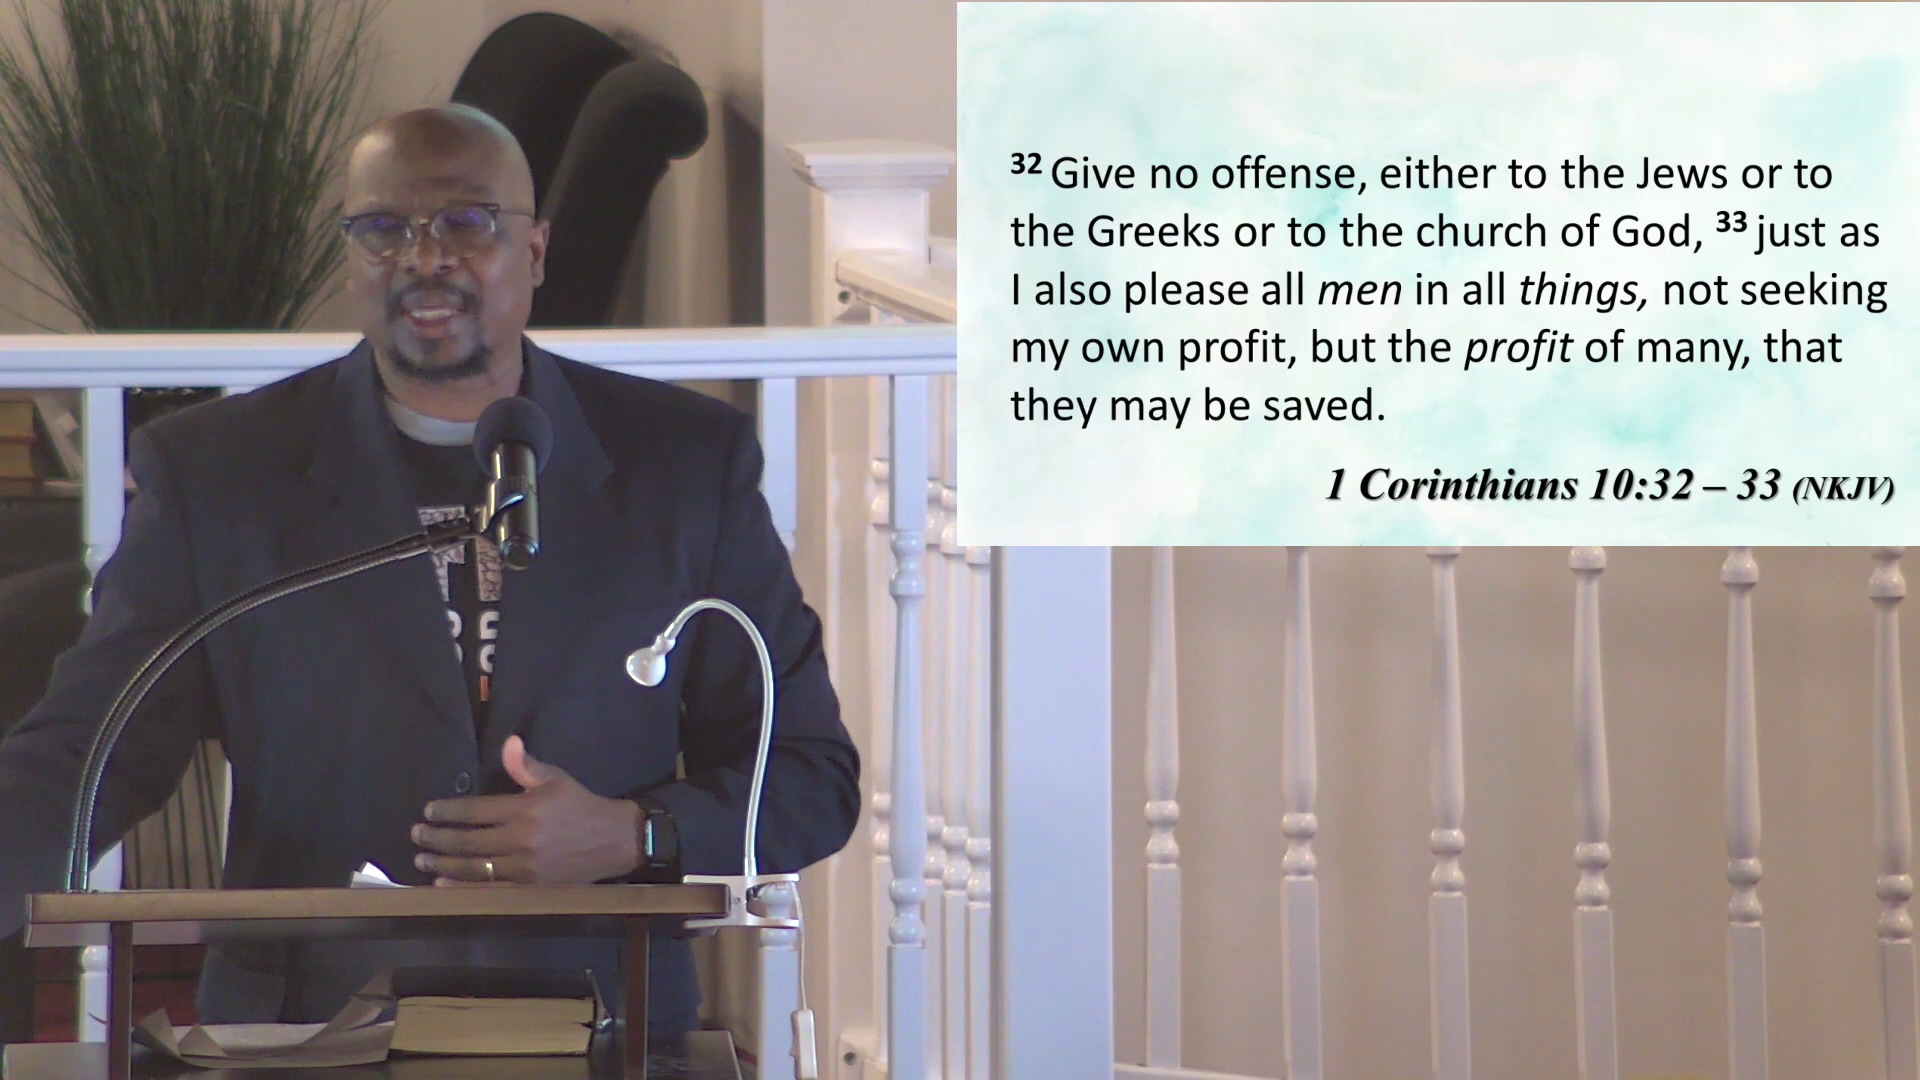 32 Give no offense, either to the Jews or to
the Greeks or to the church of God, 33 just as
I also please all men in all things, not seeking
my own profit, but the profit of many, that
they may be saved.
1 Corinthians 10:32 – 33 (NKJV)